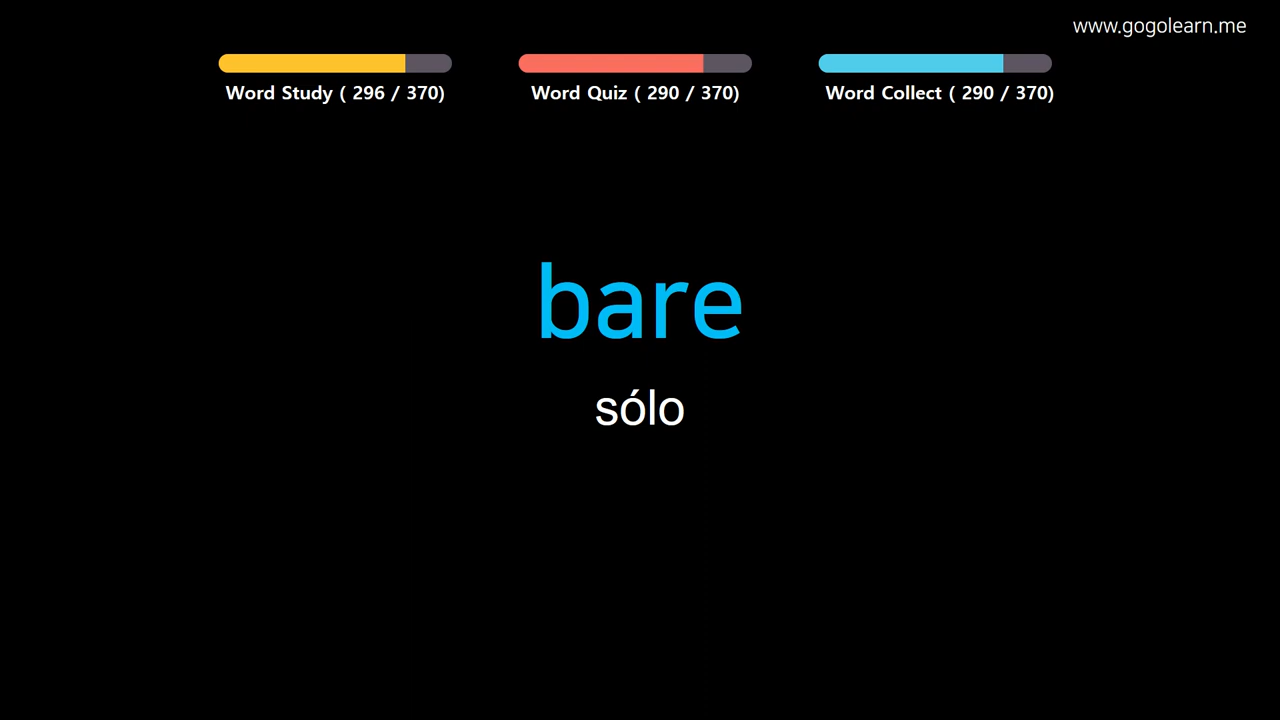 www.gogolearn.me
Word Study ( 296 / 370)
Word Quiz ( 290 / 370)
Word Collect ( 290 / 370)
bare
sólo